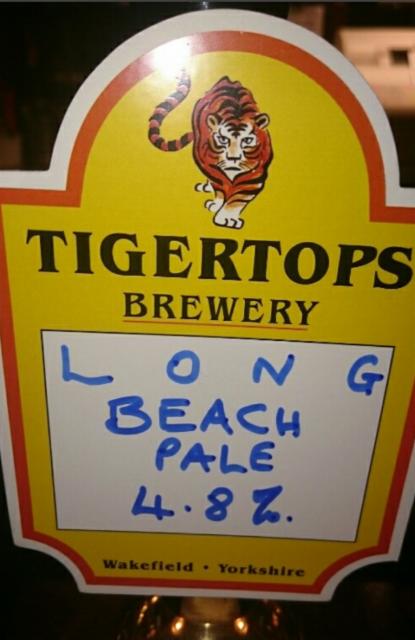 TIGERTOPS
BREWERY
LONG
BEACH
PALE
4.8%.
Wakefield • Yorkshire